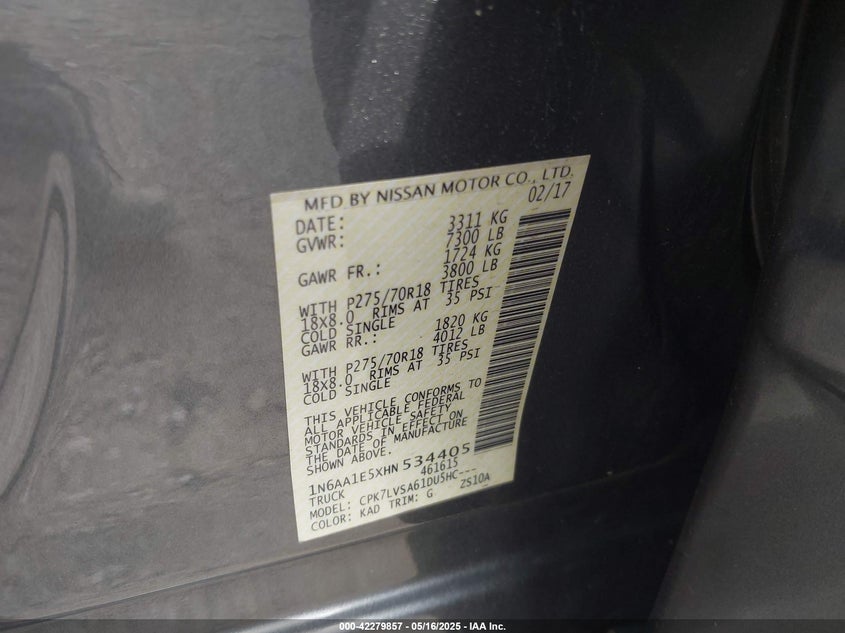 MFD.BY NISSAN MOTOR CO., LTD.
DATE: 02/17
GVWR: 3311 KG
7300 LB
GAWR FR.: 1724 KG
3800 LB
WITH P275/70R18 TIRES
18X8.0 RIMS AT 35 PSI
COLD SINGLE
GAWR RR.: 1820 KG
4012 LB
WITH P275/70R18 TIRES
18X8.0 RIMS AT 35 PSI
COLD SINGLE
THIS VEHICLE CONFORMS TO
ALL APPLICABLE FEDERAL
MOTOR VEHICLE SAFETY
STANDARDS IN EFFECT ON
THE DATE OF MANUFACTURE
SHOWN ABOVE.
1N6AA1E5XHN 534405
TRUCK 461615
MODEL: CPK7LVSA61DU5HC---
COLOR: KAD TRIM: G ZS10A
000-42279857 - 05/16/2025 - IAA Inc.